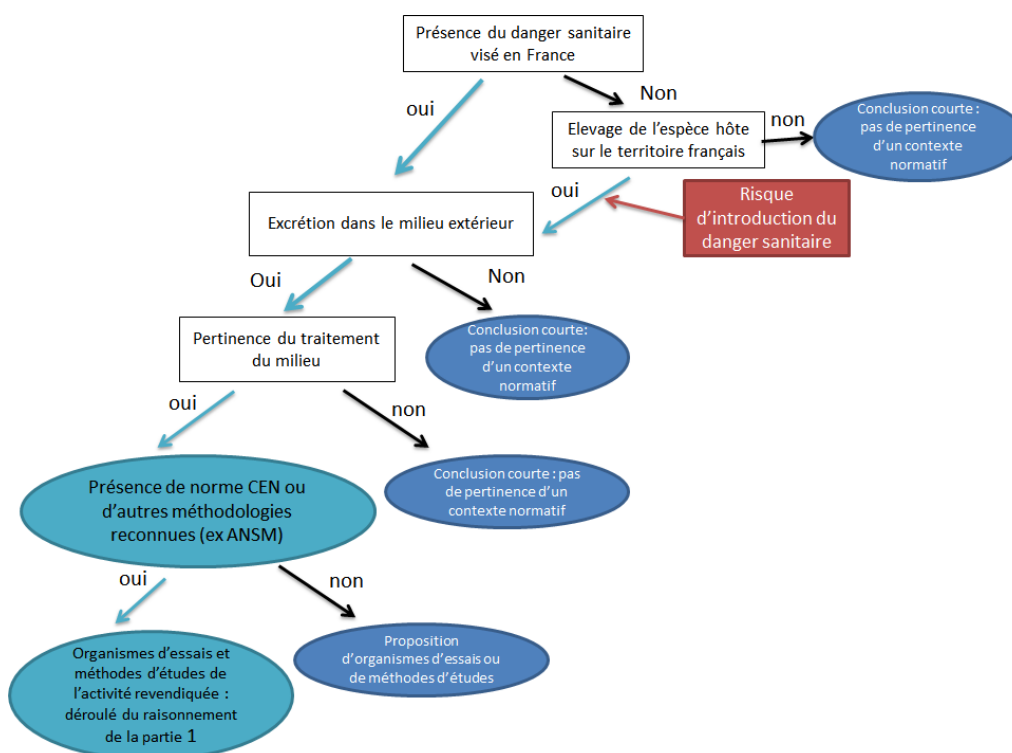 Présence du danger sanitaire
visé en France
oui
Non
Elevage de l'espèce hôte
sur le territoire français
non
Conclusion courte :
pas de pertinence
d'un contexte
normatif
oui
Risque
d'introduction du
danger sanitaire
Excrétion dans le milieu extérieur
Oui
Non
Pertinence du traitement
du milieu
Conclusion courte:
pas de pertinence
d'un contexte
normatif
oui
non
Présence de norme CEN ou
d'autres méthodologies
reconnues (ex ANSM)
Conclusion courte : pas
de pertinence d'un
contexte normatif
oui
non
Organismes d'essais et
méthodes d'études de
l'activité revendiquée :
déroulé du raisonnement
de la partie 1
Proposition
d'organismes d'essais ou
de méthodes d'études